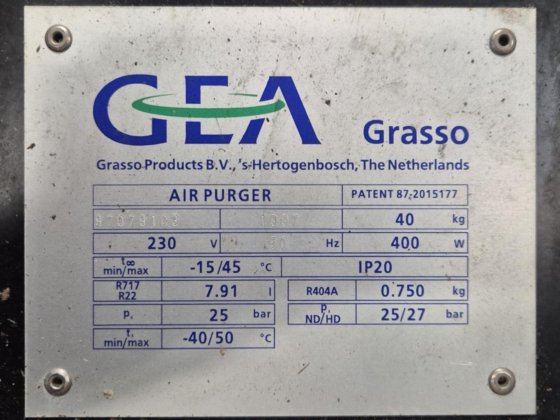 GEA Grasso
Grasso Products B.V., 's-Hertogenbosch, The Netherlands
AIR PURGER PATENT 87-2015177
40 kg
230 V Hz 400 W
t∞ min/max -15/45 °C IP20
R717 R22 7.91 l R404A 0.750 kg
p. 25 bar p. ND/HD 25/27 bar
t. min/max -40/50 °C